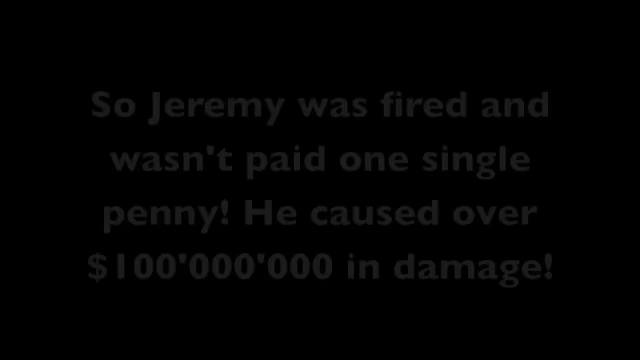 So Jeremy was fired and
wasn't paid one single
penny! He caused over
$100'000'000 in damage!